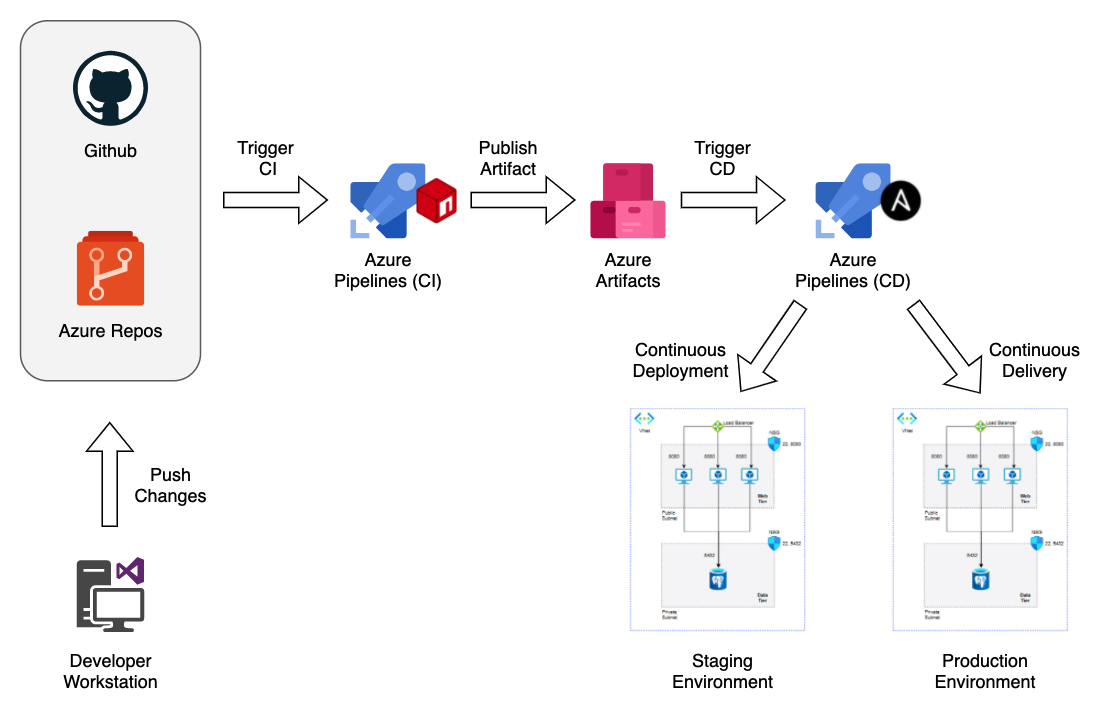 Github
Azure Repos
Trigger
CI
Publish
Artifact
Trigger
CD
Azure
Pipelines (CI)
Azure
Artifacts
Azure
Pipelines (CD)
Continuous
Deployment
Continuous
Delivery
Push
Changes
Developer
Workstation
VNet
Load Balancer
NSG
22, 8080
8080
8080
8080
Web
Tier
Public
Subnet
NSG
22, 5432
5432
Data
Tier
Private
Subnet
Staging
Environment
VNet
Load Balancer
NSG
22, 8080
8080
8080
8080
Web
Tier
Public
Subnet
NSG
22, 5432
5432
Data
Tier
Private
Subnet
Production
Environment